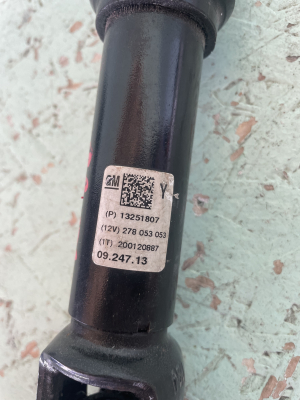 GM Y
(P) 13251807
(12V) 278 053 053
(1T) 200120887
09.247.13